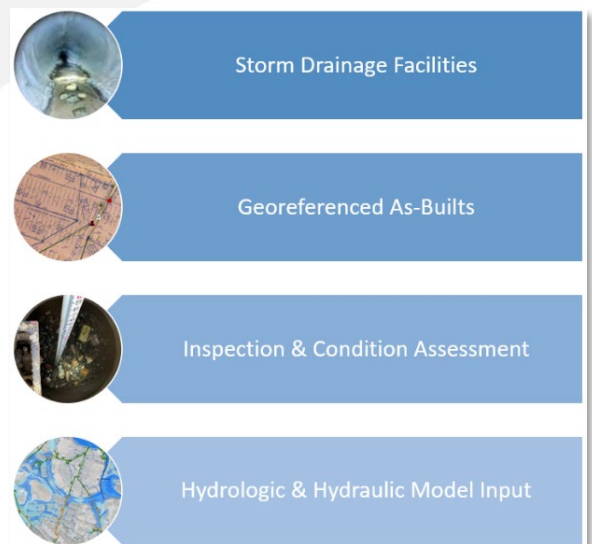 Storm Drainage Facilities
Georeferenced As-Builts
Inspection & Condition Assessment
Hydrologic & Hydraulic Model Input